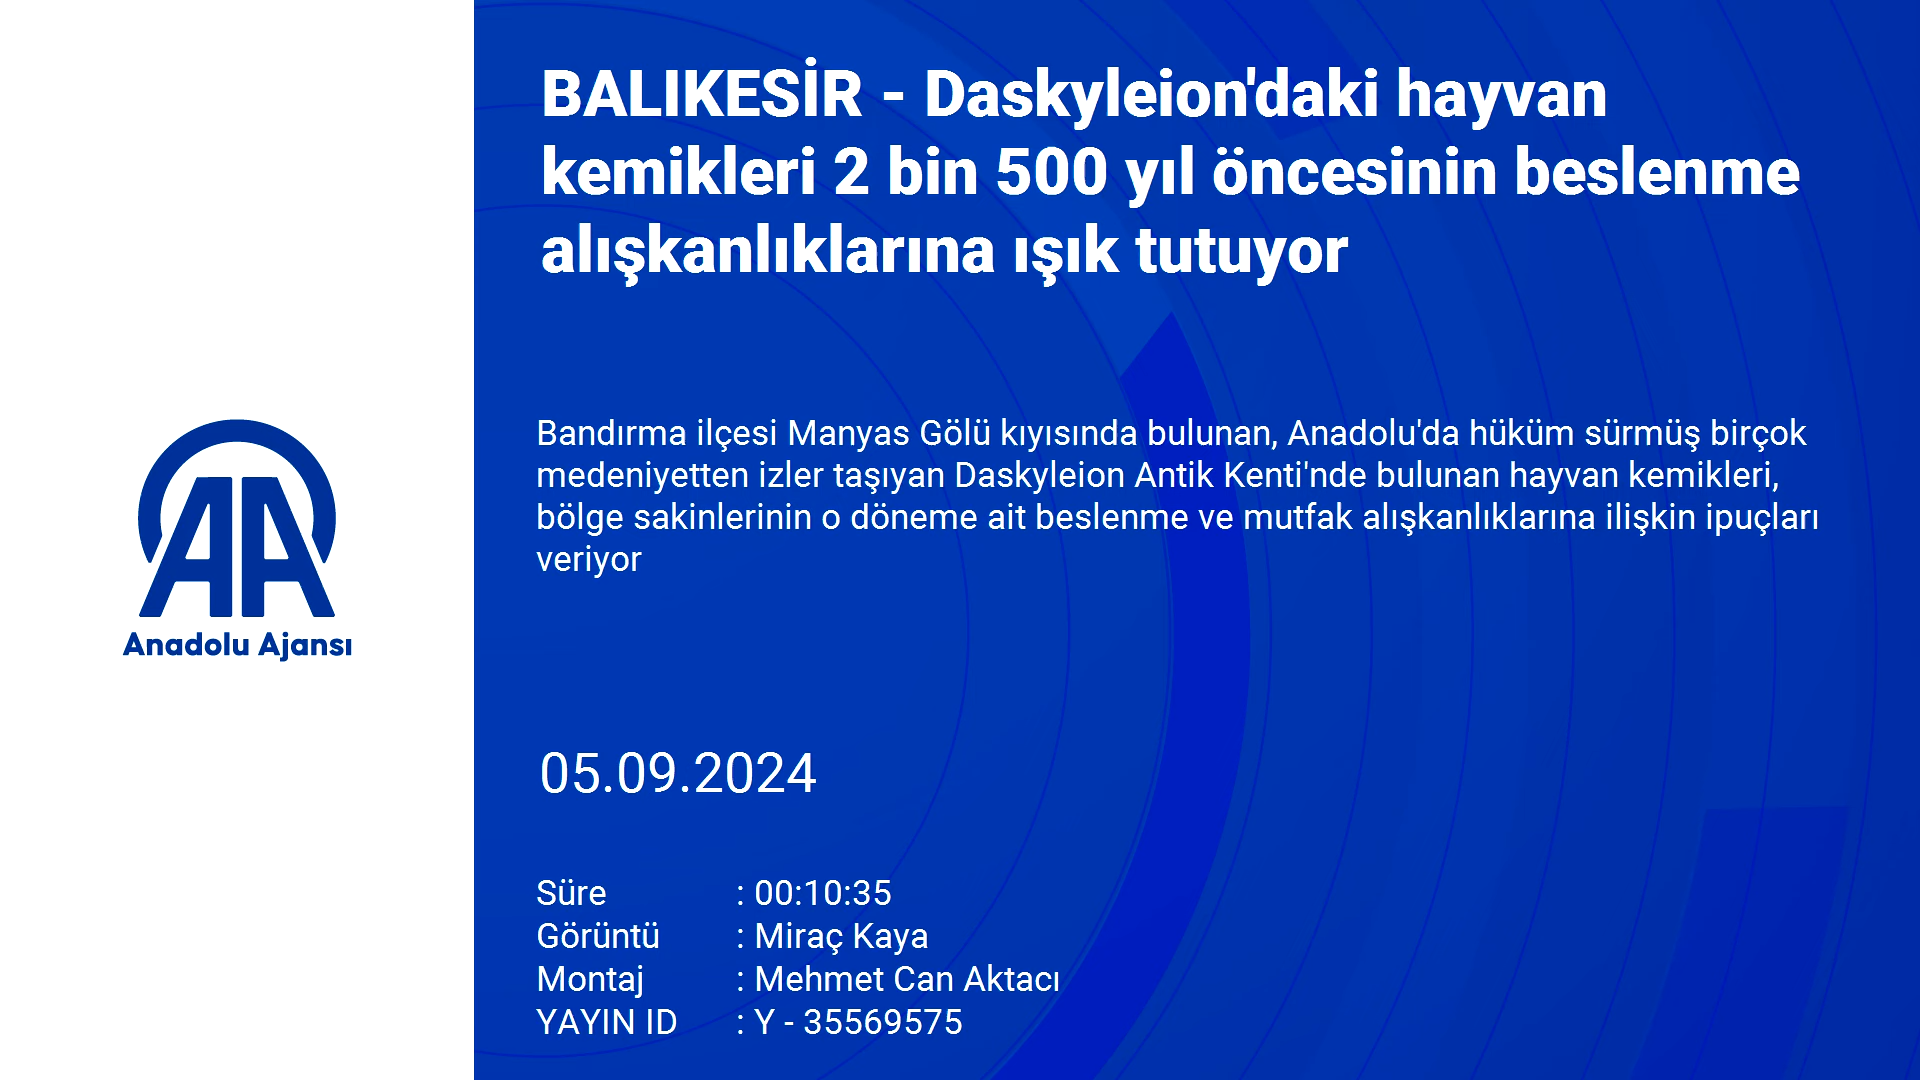 BALIKESİR - Daskyleion'daki hayvan
kemikleri 2 bin 500 yıl öncesinin beslenme
alışkanlıklarına ışık tutuyor
Bandırma ilçesi Manyas Gölü kıyısında bulunan, Anadolu'da hüküm sürmüş birçok
medeniyetten izler taşıyan Daskyleion Antik Kenti'nde bulunan hayvan kemikleri,
bölge sakinlerinin o döneme ait beslenme ve mutfak alışkanlıklarına ilişkin ipuçları
veriyor
AA
Anadolu Ajansı
05.09.2024
Süre : 00:10:35
Görüntü : Miraç Kaya
Montaj : Mehmet Can Aktacı
YAYIN ID : Y - 35569575